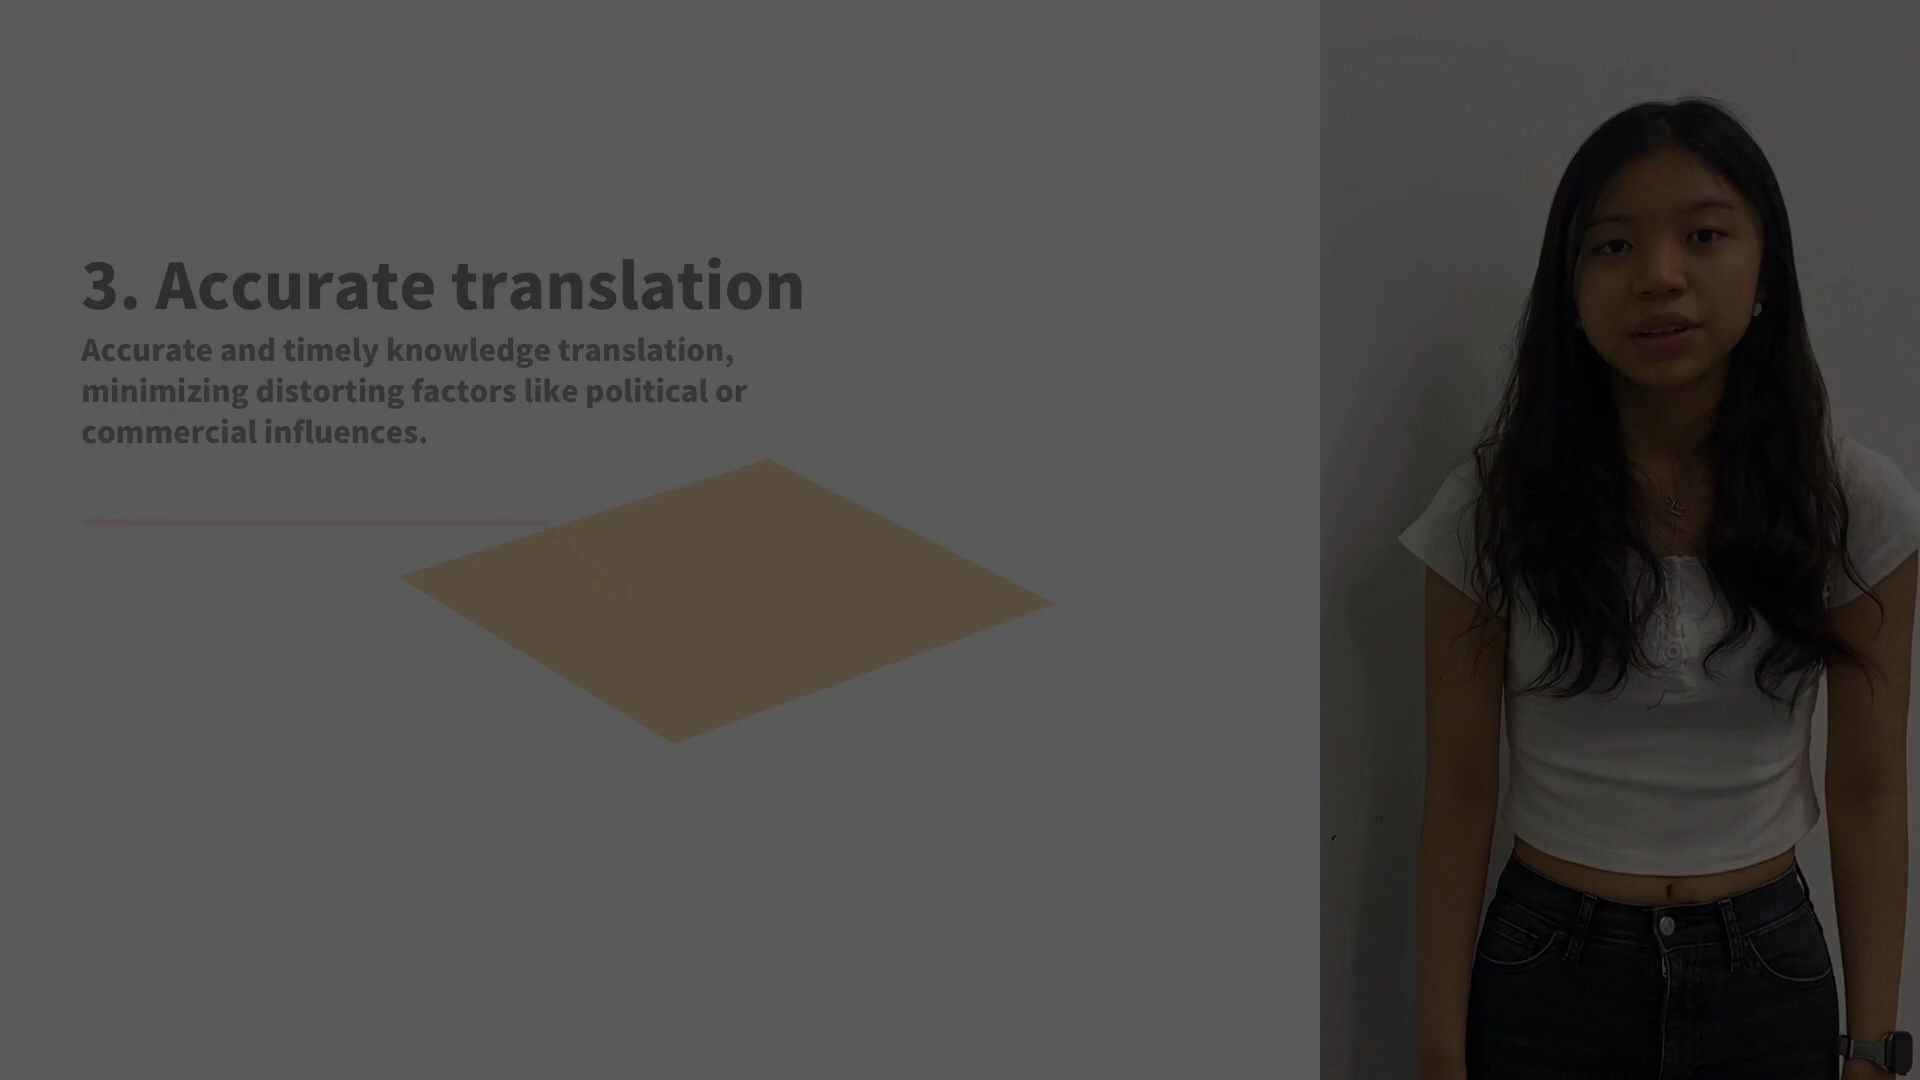 3. Accurate translation
Accurate and timely knowledge translation,
minimizing distorting factors like political or
commercial influences.